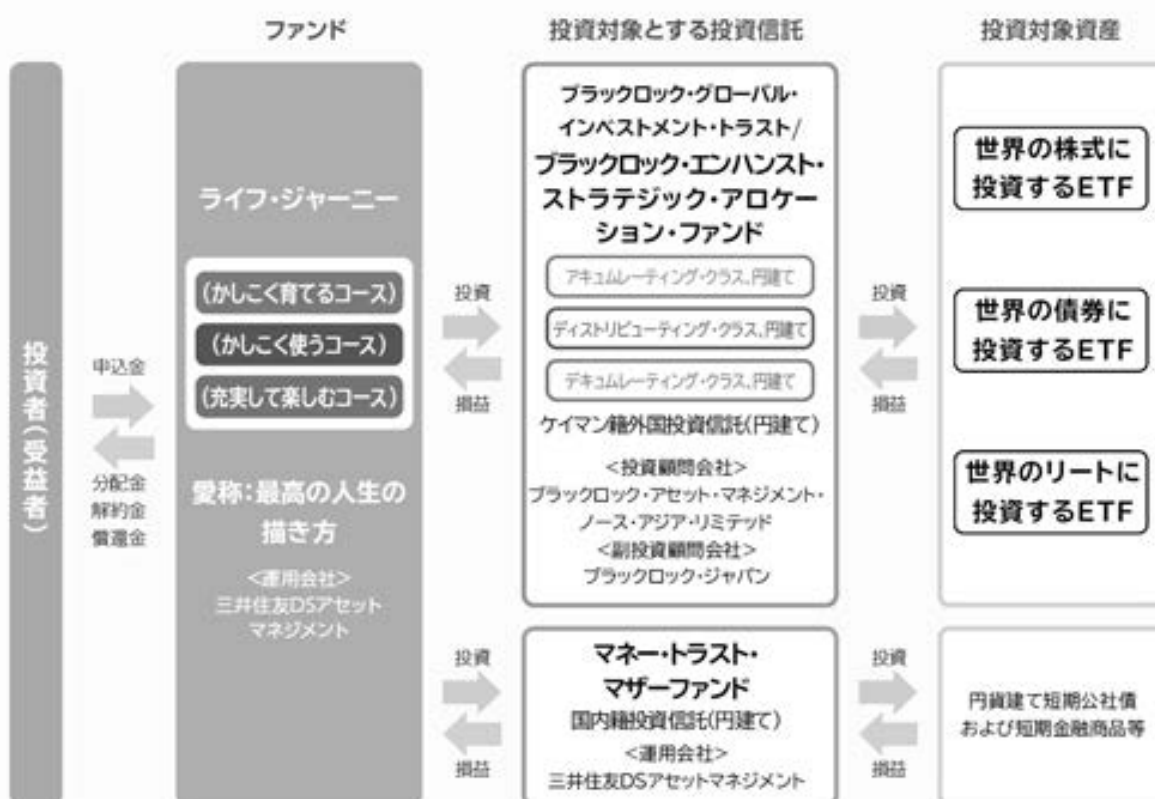 ファンド
投資対象とする投資信託
投資対象資産
投資者(受益者)
申込金
分配金
解約金
償還金
ライフ・ジャーニー
(かしこく育てるコース)
(かしこく使うコース)
(充実して楽しむコース)
愛称:最高の人生の
描き方
<運用会社>
三井住友DSアセット
マネジメント
投資
損益
ブラックロック・グローバル・
インベストメント・トラスト/
ブラックロック・エンハンスト・
ストラテジック・アロケー
ション・ファンド
アキュムレーティング・クラス、円建て
ディストリビューティング・クラス、円建て
デキュムレーティング・クラス、円建て
ケイマン籍外国投資信託(円建て)
<投資顧問会社>
ブラックロック・アセット・マネジメント・
ノース・アジア・リミテッド
<副投資顧問会社>
ブラックロック・ジャパン
投資
損益
世界の株式に
投資するETF
世界の債券に
投資するETF
世界のリートに
投資するETF
投資
損益
マネー・トラスト・
マザーファンド
国内籍投資信託(円建て)
<運用会社>
三井住友DSアセットマネジメント
投資
損益
円貨建て短期公社債
および短期金融商品等